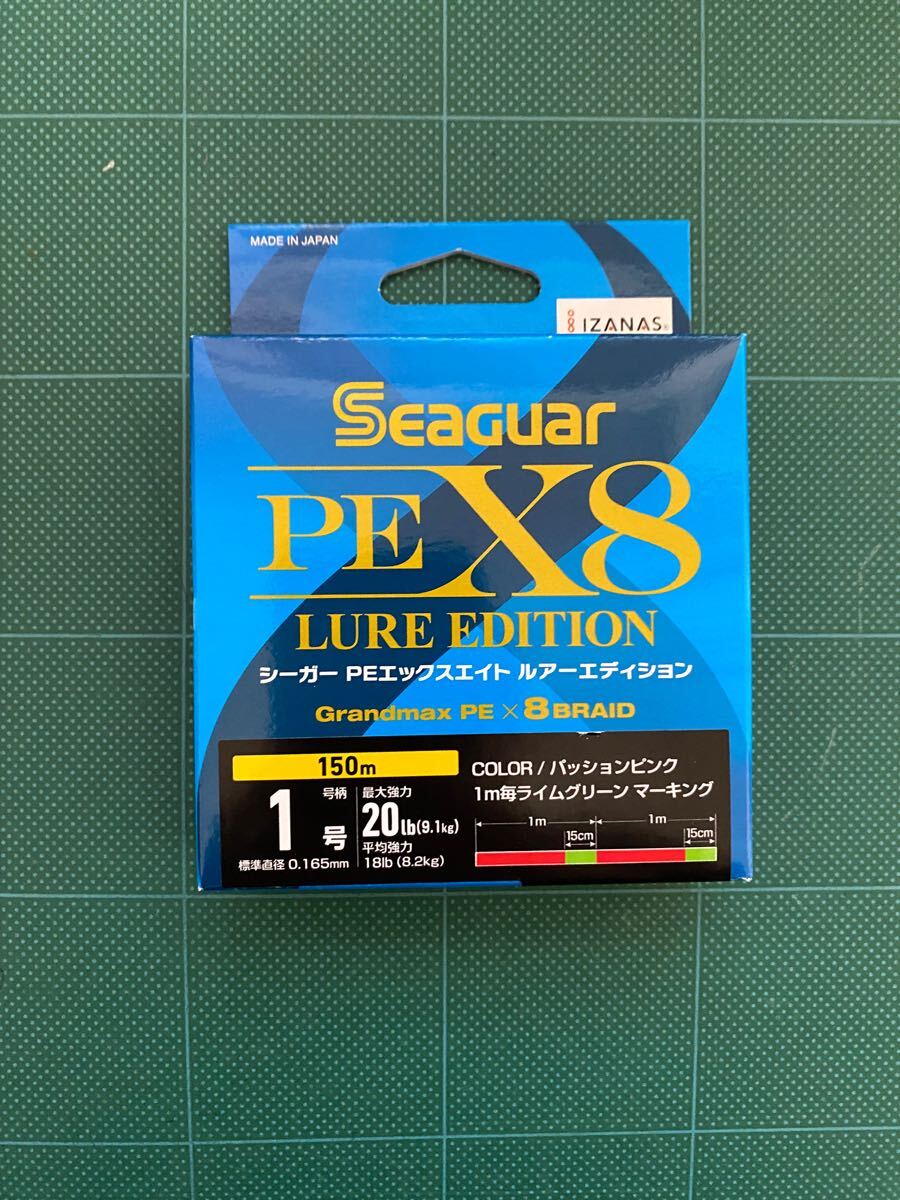 MADE IN JAPAN
IZANAS®
Seaguar
PE X8
LURE EDITION
シーガー PEエックスエイト ルアーエディション
Grandmax PE × 8 BRAID
150m
1 号柄 号
標準直径 0.165mm
最大強力
20lb(9.1kg)
平均強力
18lb(8.2kg)
COLOR / パッションピンク
1m毎ライムグリーン マーキング
1m 1m
15cm 15cm